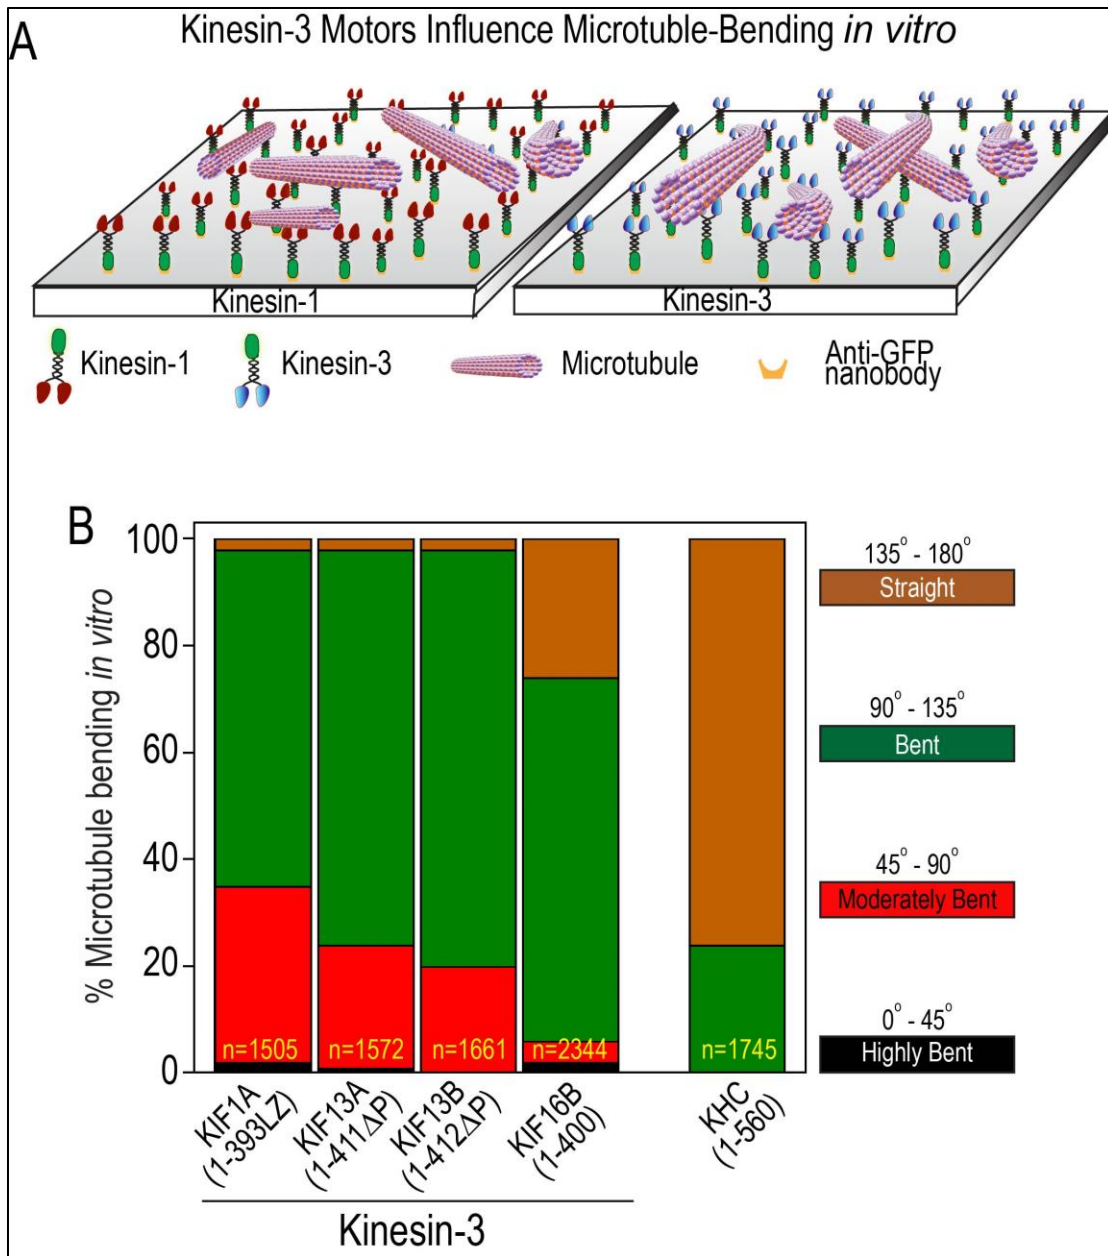 A
Kinesin-3 Motors Influence Microtuble-Bending in vitro
Kinesin-1
Kinesin-3
Kinesin-1
Kinesin-3
Microtubule
Anti-GFP
nanobody
B
% Microtubule bending in vitro
100
80
60
40
20
0
n=1505
n=1572
n=1661
n=2344
n=1745
KIF1A
(1-393LZ)
KIF13A
(1-411ΔP)
KIF13B
(1-412ΔP)
KIF16B
(1-400)
KHC
(1-560)
Kinesin-3
135° - 180°
Straight
90° - 135°
Bent
45° - 90°
Moderately Bent
0° - 45°
Highly Bent